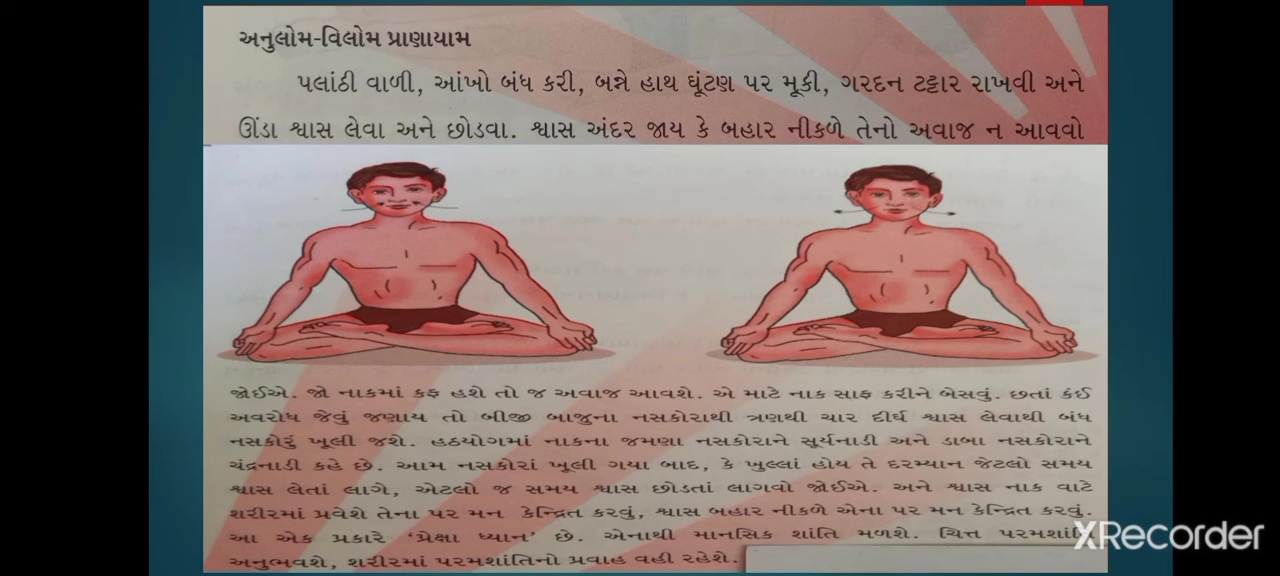 અનુલોમ-વિલોમ પ્રાણાયામ
પલાંઠી વાળી, આંખો બંધ કરી, બન્ને હાથ ઘૂંટણ પર મૂકી, ગરદન ટટ્ટાર રાખવી અને
ઊંડા શ્વાસ લેવા અને છોડવા. શ્વાસ અંદર જાય કે બહાર નીકળે તેનો અવાજ ન આવવો
જોઈએ. જો નાકમાં કફ હશે તો જ અવાજ આવશે. એ માટે નાક સાફ કરીને બેસવું. છતાં કંઈ
અવરોધ જેવું જણાય તો બીજી બાજુના નસકોરાથી ત્રણથી ચાર દીર્ઘ શ્વાસ લેવાથી બંધ
નસકોરું ખૂલી જશે. હઠયોગમાં નાકના જમણા નસકોરાને સૂર્યનાડી અને ડાબા નસકોરાને
ચંદ્રનાડી કહે છે. આમ નસકોરાં ખૂલી ગયા બાદ, કે ખુલ્લાં હોય તે દરમ્યાન જેટલો સમય
શ્વાસ લેતાં લાગે, એટલો જ સમય શ્વાસ છોડતાં લાગવો જોઈએ. અને શ્વાસ નાક વાટે
શરીરમાં પ્રવેશે તેના પર મન કેન્દ્રિત કરવું, શ્વાસ બહાર નીકળે એના પર મન કેન્દ્રિત કરવું.
આ એક પ્રકારે ‘પ્રેક્ષા ધ્યાન’ છે. એનાથી માનસિક શાંતિ મળશે. ચિત્ત પરમશાંતિ
અનુભવશે, શરીરમાં પરમશાંતિનો પ્રવાહ વહી રહેશે.
XRecorder